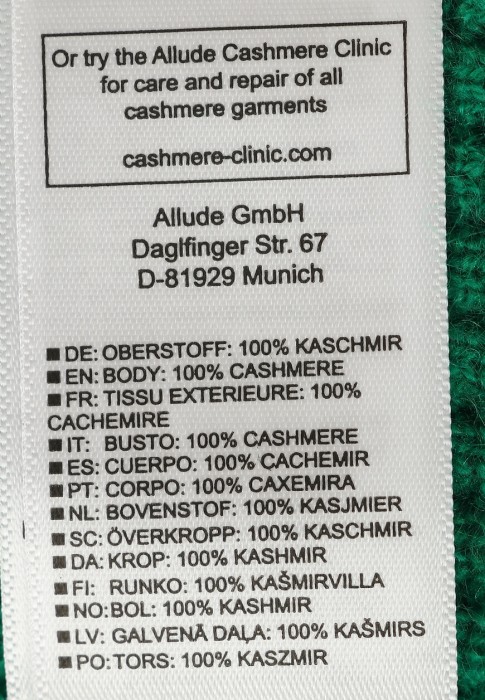 Or try the Allude Cashmere Clinic
for care and repair of all
cashmere garments
cashmere-clinic.com
Allude GmbH
Daglfinger Str. 67
D-81929 Munich
■ DE: OBERSTOFF: 100% KASCHMIR
■ EN: BODY: 100% CASHMERE
■ FR: TISSU EXTERIEURE: 100%
CACHEMIRE
■ IT: BUSTO: 100% CASHMERE
■ ES: CUERPO: 100% CACHEMIR
■ PT: CORPO: 100% CAXEMIRA
■ NL: BOVENSTOF: 100% KASJMIER
■ SC: ÖVERKROPP: 100% KASCHMIR
■ DA: KROP: 100% KASHMIR
■ FI: RUNKO: 100% KAŠMIRVILLA
■ NO: BOL: 100% KASHMIR
■ LV: GALVENĀ DAĻA: 100% KAŠMIRS
■ PO: TORS: 100% KASZMIR